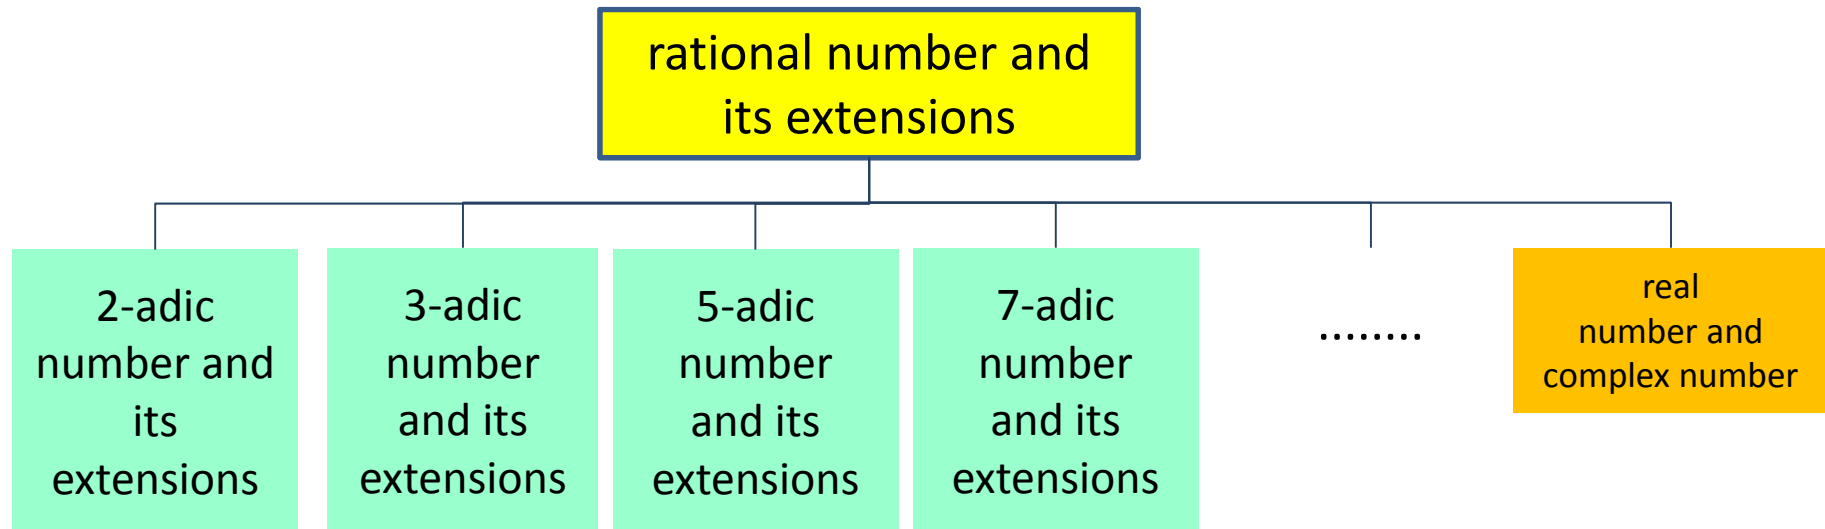 rational number and
its extensions
2-adic
number and
its
extensions
3-adic
number
and its
extensions
5-adic
number
and its
extensions
7-adic
number
and its
extensions
........
real
number and
complex number